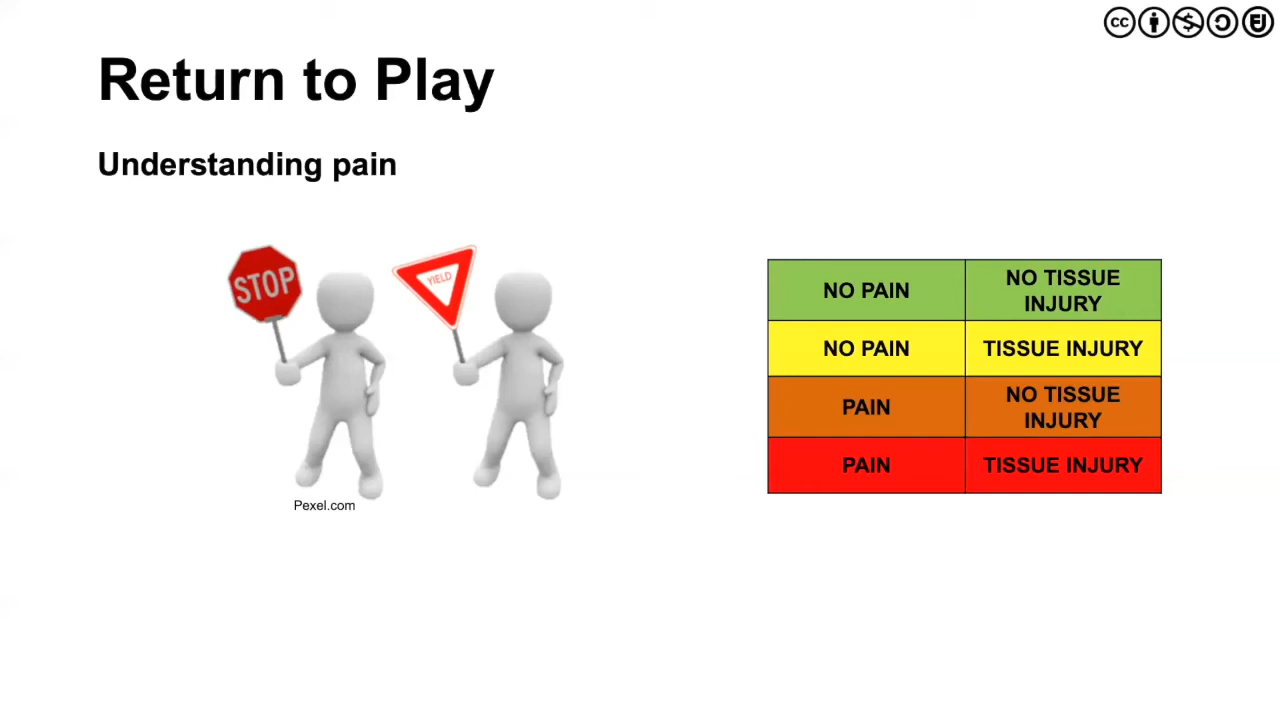 cc
Return to Play
Understanding pain
STOP
YIELD
Pexel.com
NO PAIN
NO TISSUE
INJURY
NO PAIN
TISSUE INJURY
PAIN
NO TISSUE
INJURY
PAIN
TISSUE INJURY